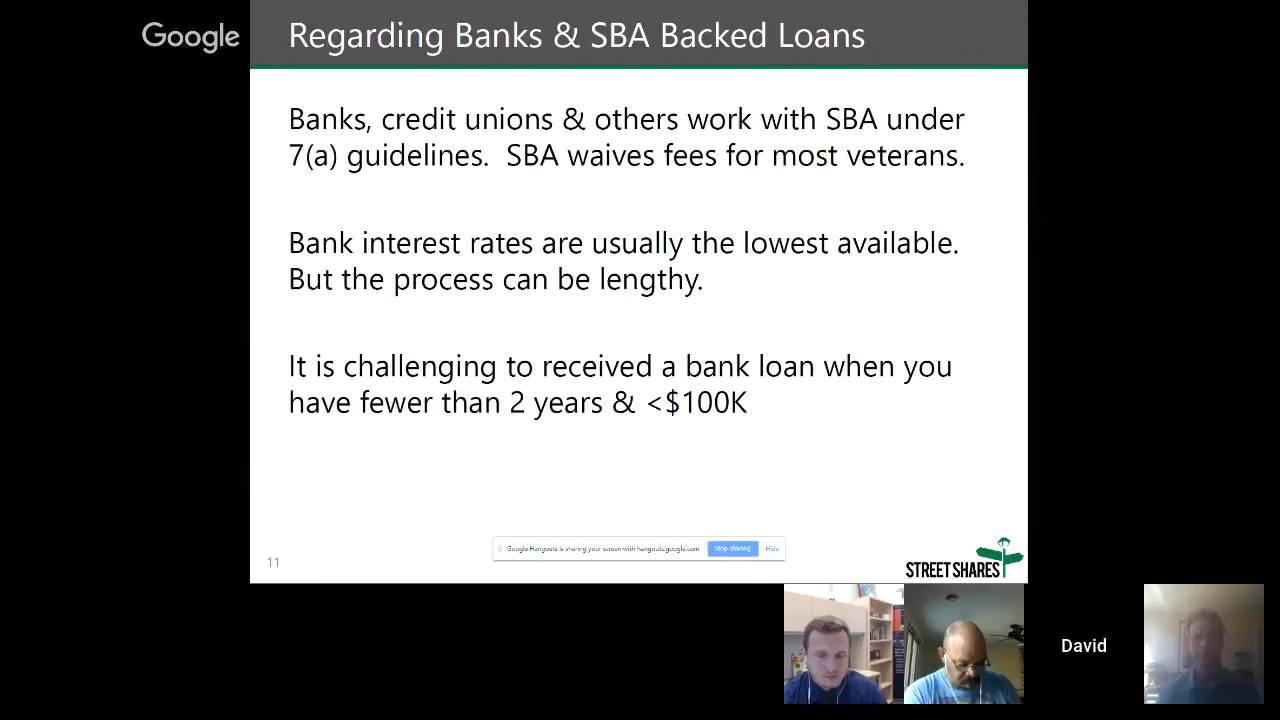 Google
Regarding Banks & SBA Backed Loans
Banks, credit unions & others work with SBA under
7(a) guidelines.  SBA waives fees for most veterans.
Bank interest rates are usually the lowest available.
But the process can be lengthy.
It is challenging to received a bank loan when you
have fewer than 2 years & <$100K
Google Hangouts is sharing your screen with hangouts.google.com. Stop sharing Hide
11
STREETSHARES
David